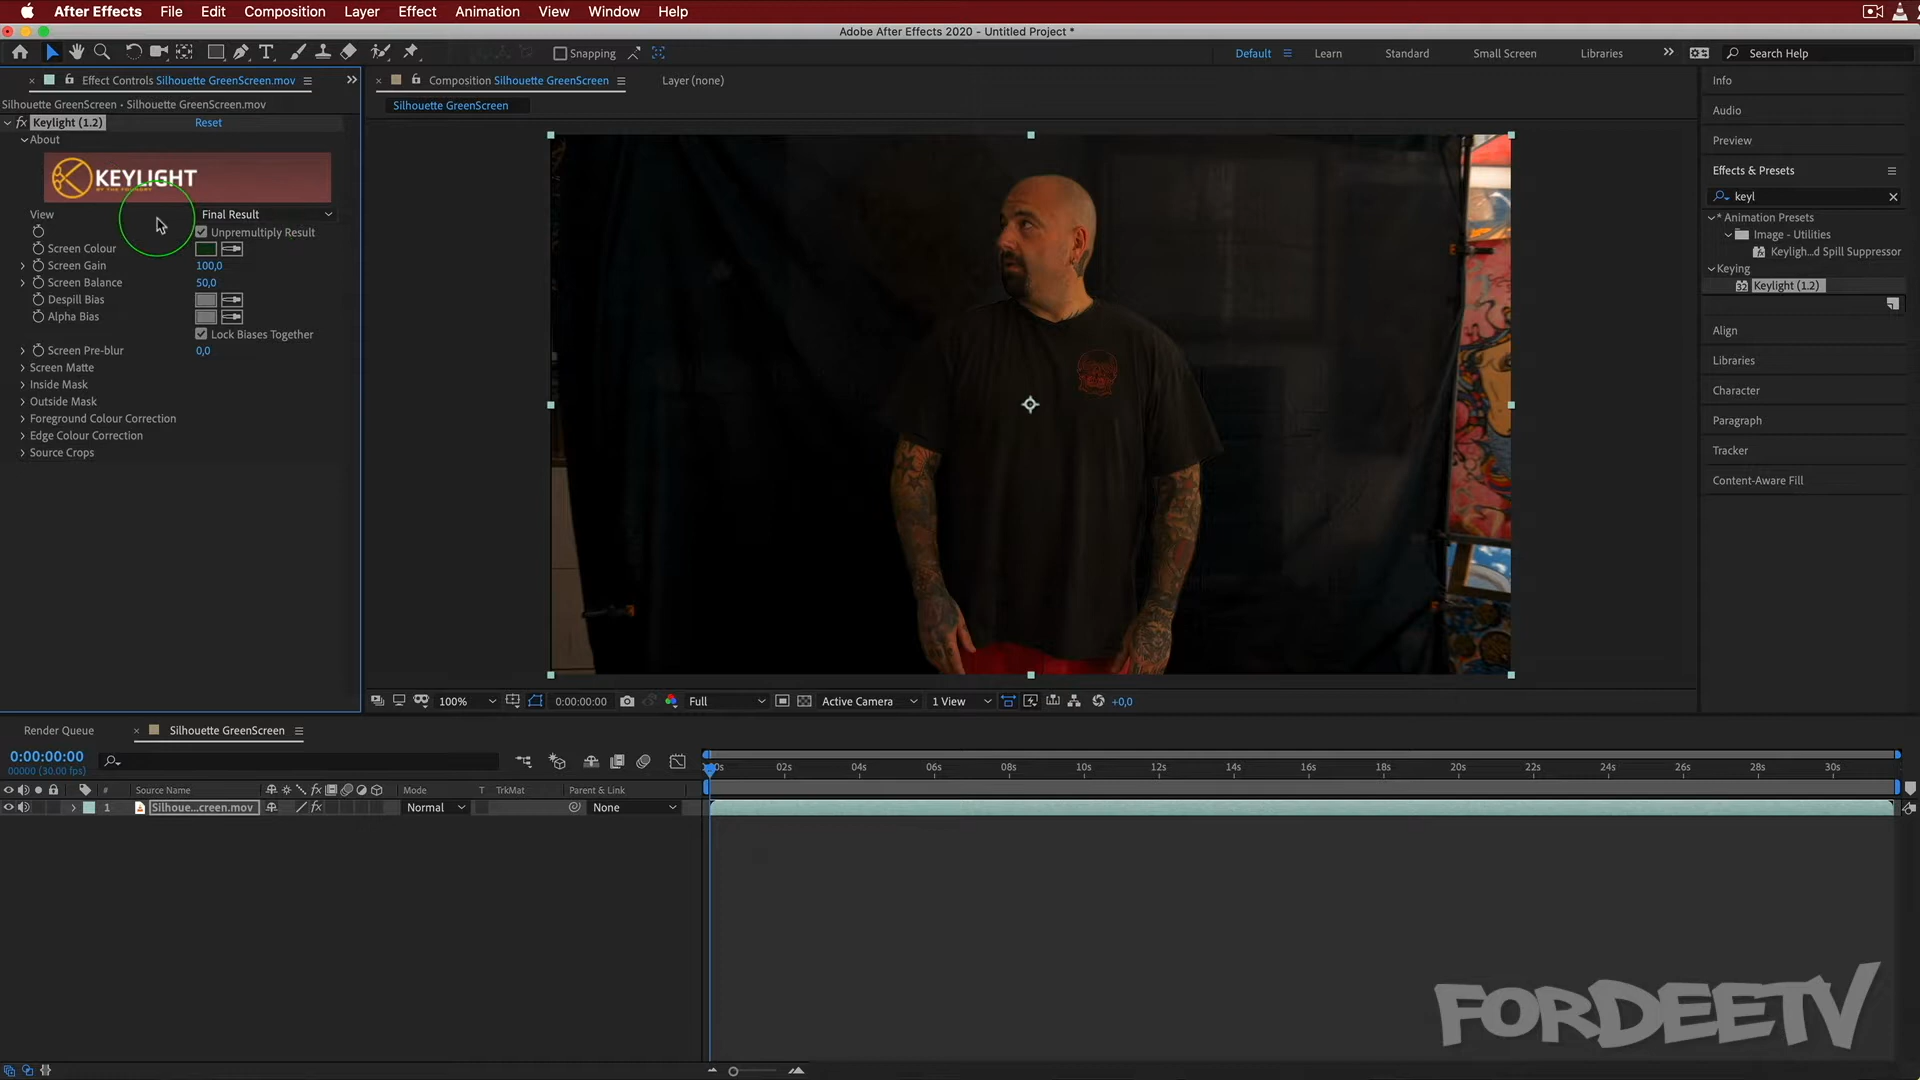 After Effects File Edit Composition Layer Effect Animation View Window Help
Adobe After Effects 2020 - Untitled Project *
Snapping Default Learn Standard Small Screen Libraries Search Help
Effect Controls Silhouette GreenScreen.mov
Composition Silhouette GreenScreen
Layer (none)
Silhouette GreenScreen • Silhouette GreenScreen.mov
Silhouette GreenScreen
fx Keylight (1.2) Reset
About
KEYLIGHT
BY THE FOUNDRY
View Final Result
Unpremultiply Result
Screen Colour
Screen Gain 100,0
Screen Balance 50,0
Despill Bias
Alpha Bias
Lock Biases Together
Screen Pre-blur 0,0
Screen Matte
Inside Mask
Outside Mask
Foreground Colour Correction
Edge Colour Correction
Source Crops
Info
Audio
Preview
Effects & Presets
keyl
* Animation Presets
Image - Utilities
Keyligh...d Spill Suppressor
Keying
32 Keylight (1.2)
Align
Libraries
Character
Paragraph
Tracker
Content-Aware Fill
100% 0:00:00:00 Full Active Camera 1 View +0,0
Render Queue Silhouette GreenScreen
0:00:00:00
00000 (30.00 fps)
02s 04s 06s 08s 10s 12s 14s 16s 18s 20s 22s 24s 26s 28s 30s
# Source Name fx Mode T TrkMat Parent & Link
1 Silhoue...creen.mov fx Normal None
FORDEETV